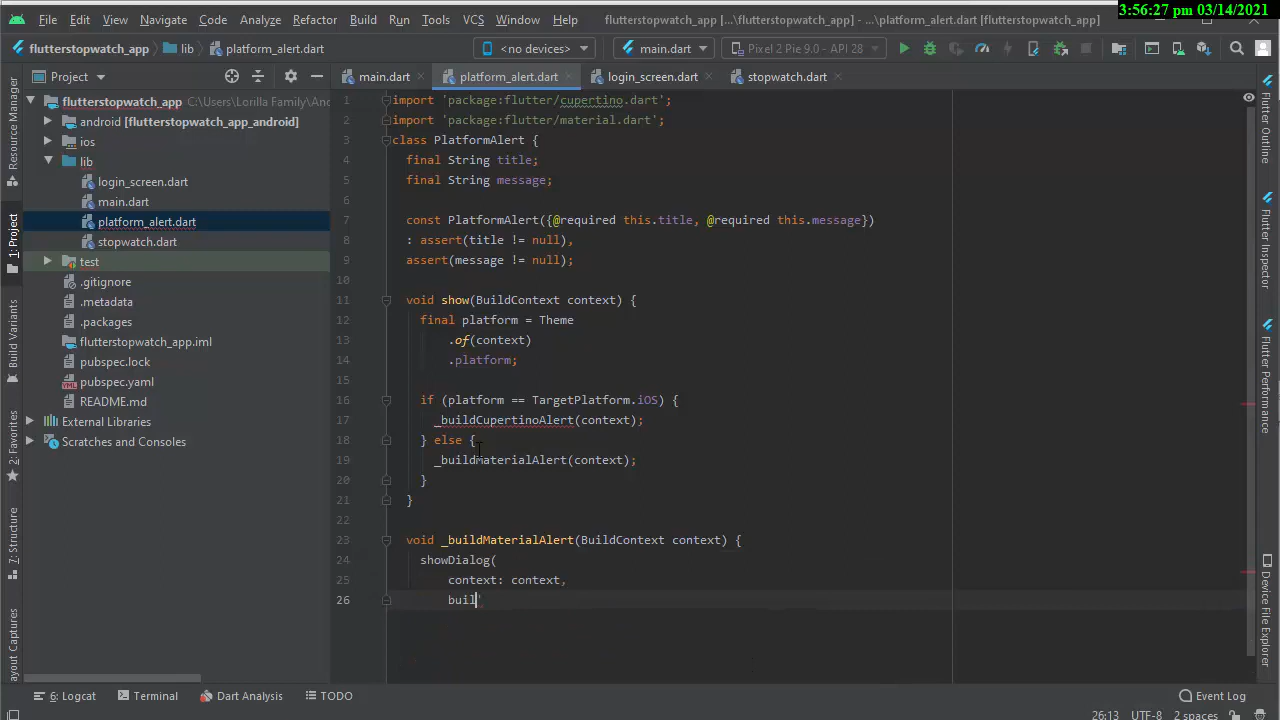 File Edit View Navigate Code Analyze Refactor Build Run Tools VCS Window Help flutterstopwatch_app [...\flutterstopwatch_app] - ...\platform_alert.dart [flutterstopwatch_app] 3:56:27 pm 03/14/2021
flutterstopwatch_app lib platform_alert.dart <no devices> main.dart Pixel 2 Pie 9.0 - API 28
Project main.dart platform_alert.dart login_screen.dart stopwatch.dart
flutterstopwatch_app C:\Users\Lorilla Family\And
android [flutterstopwatch_app_android]
ios
lib
login_screen.dart
main.dart
platform_alert.dart
stopwatch.dart
test
.gitignore
.metadata
.packages
flutterstopwatch_app.iml
pubspec.lock
pubspec.yaml
README.md
External Libraries
Scratches and Consoles
1 import 'package:flutter/cupertino.dart';
2 import 'package:flutter/material.dart';
3 class PlatformAlert {
4 final String title;
5 final String message;
6
7 const PlatformAlert({@required this.title, @required this.message})
8 : assert(title != null),
9 assert(message != null);
10
11 void show(BuildContext context) {
12 final platform = Theme
13 .of(context)
14 .platform;
15
16 if (platform == TargetPlatform.iOS) {
17 _buildCupertinoAlert(context);
18 } else {
19 _buildMaterialAlert(context);
20 }
21 }
22
23 void _buildMaterialAlert(BuildContext context) {
24 showDialog(
25 context: context,
26 buil
Resource Manager
1: Project
Build Variants
7: Structure
2: Favorites
ayout Captures
Flutter Outline
Flutter Inspector
Flutter Performance
Device File Explorer
6: Logcat Terminal Dart Analysis TODO Event Log
26:13 UTF-8 2 spaces